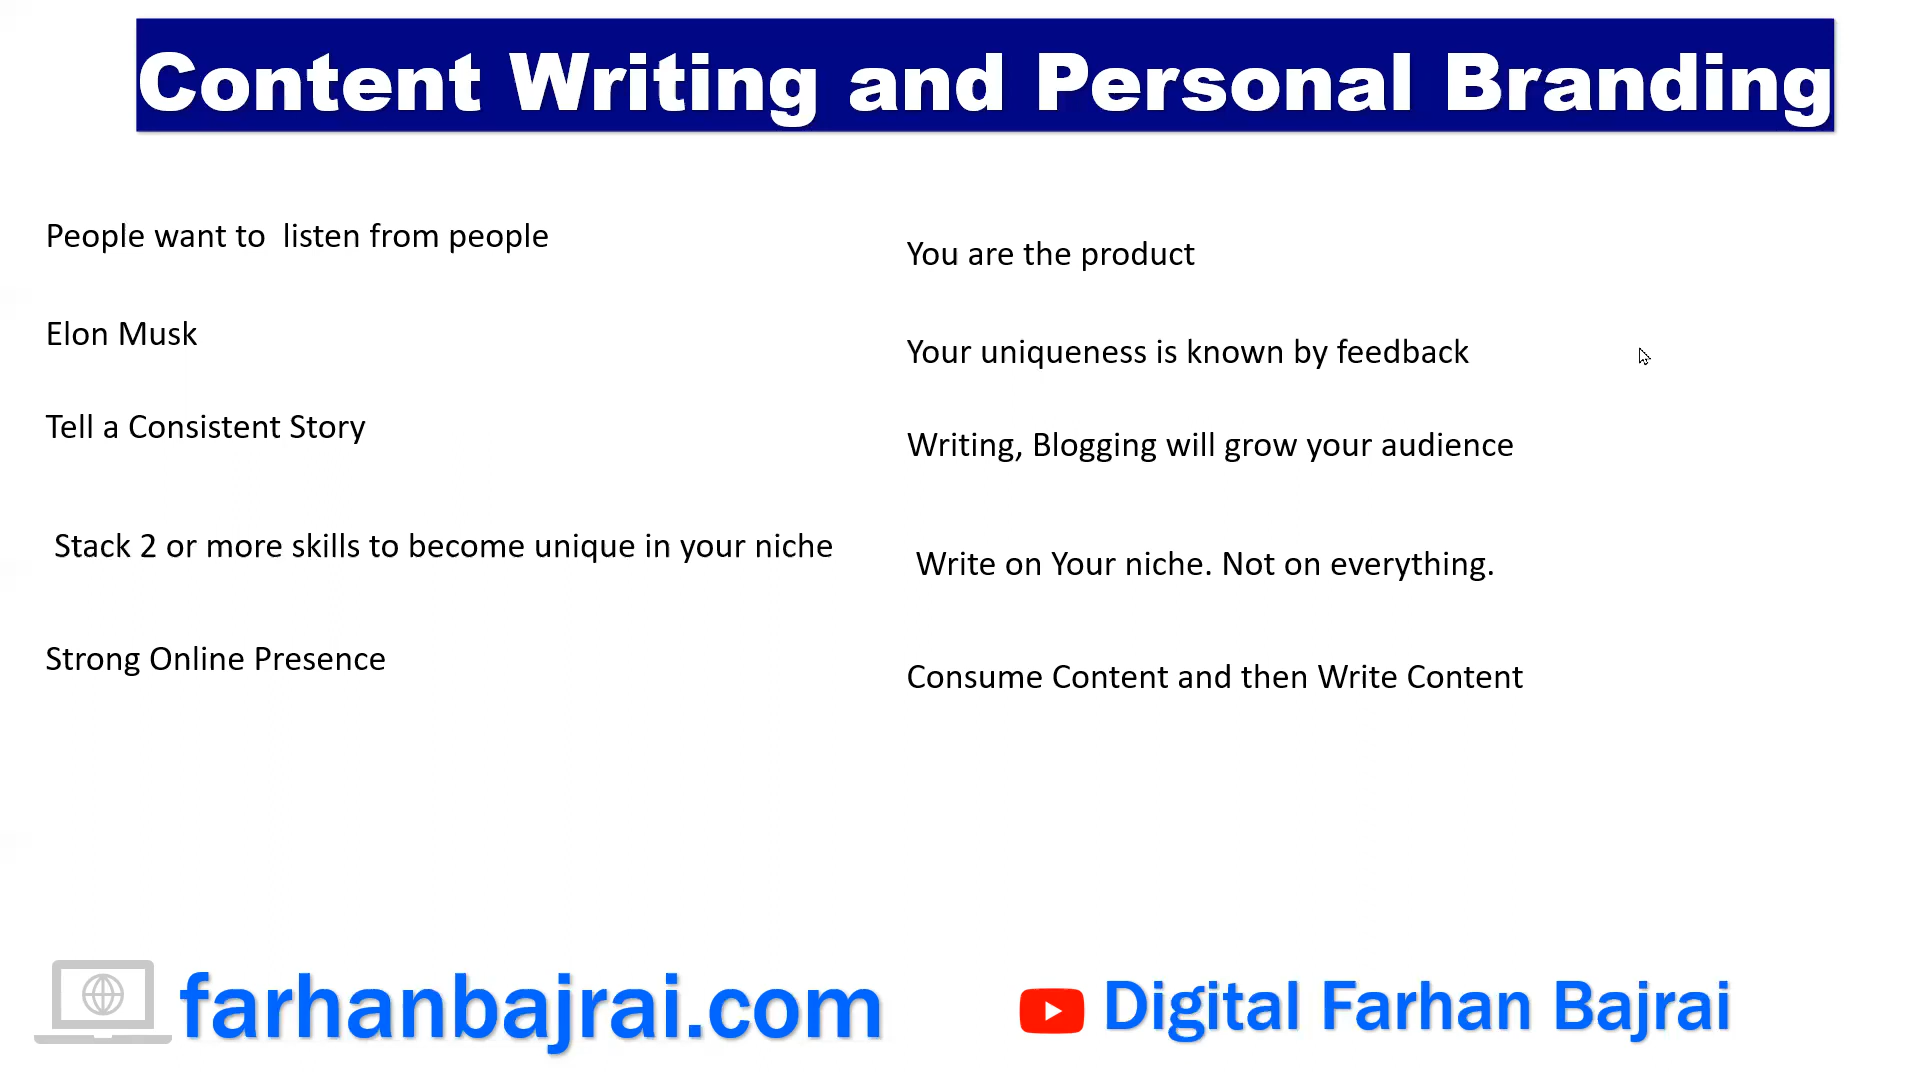 Content Writing and Personal Branding
People want to  listen from people
Elon Musk
Tell a Consistent Story
Stack 2 or more skills to become unique in your niche
Strong Online Presence
You are the product
Your uniqueness is known by feedback
Writing, Blogging will grow your audience
Write on Your niche. Not on everything.
Consume Content and then Write Content
farhanbajrai.com
Digital Farhan Bajrai